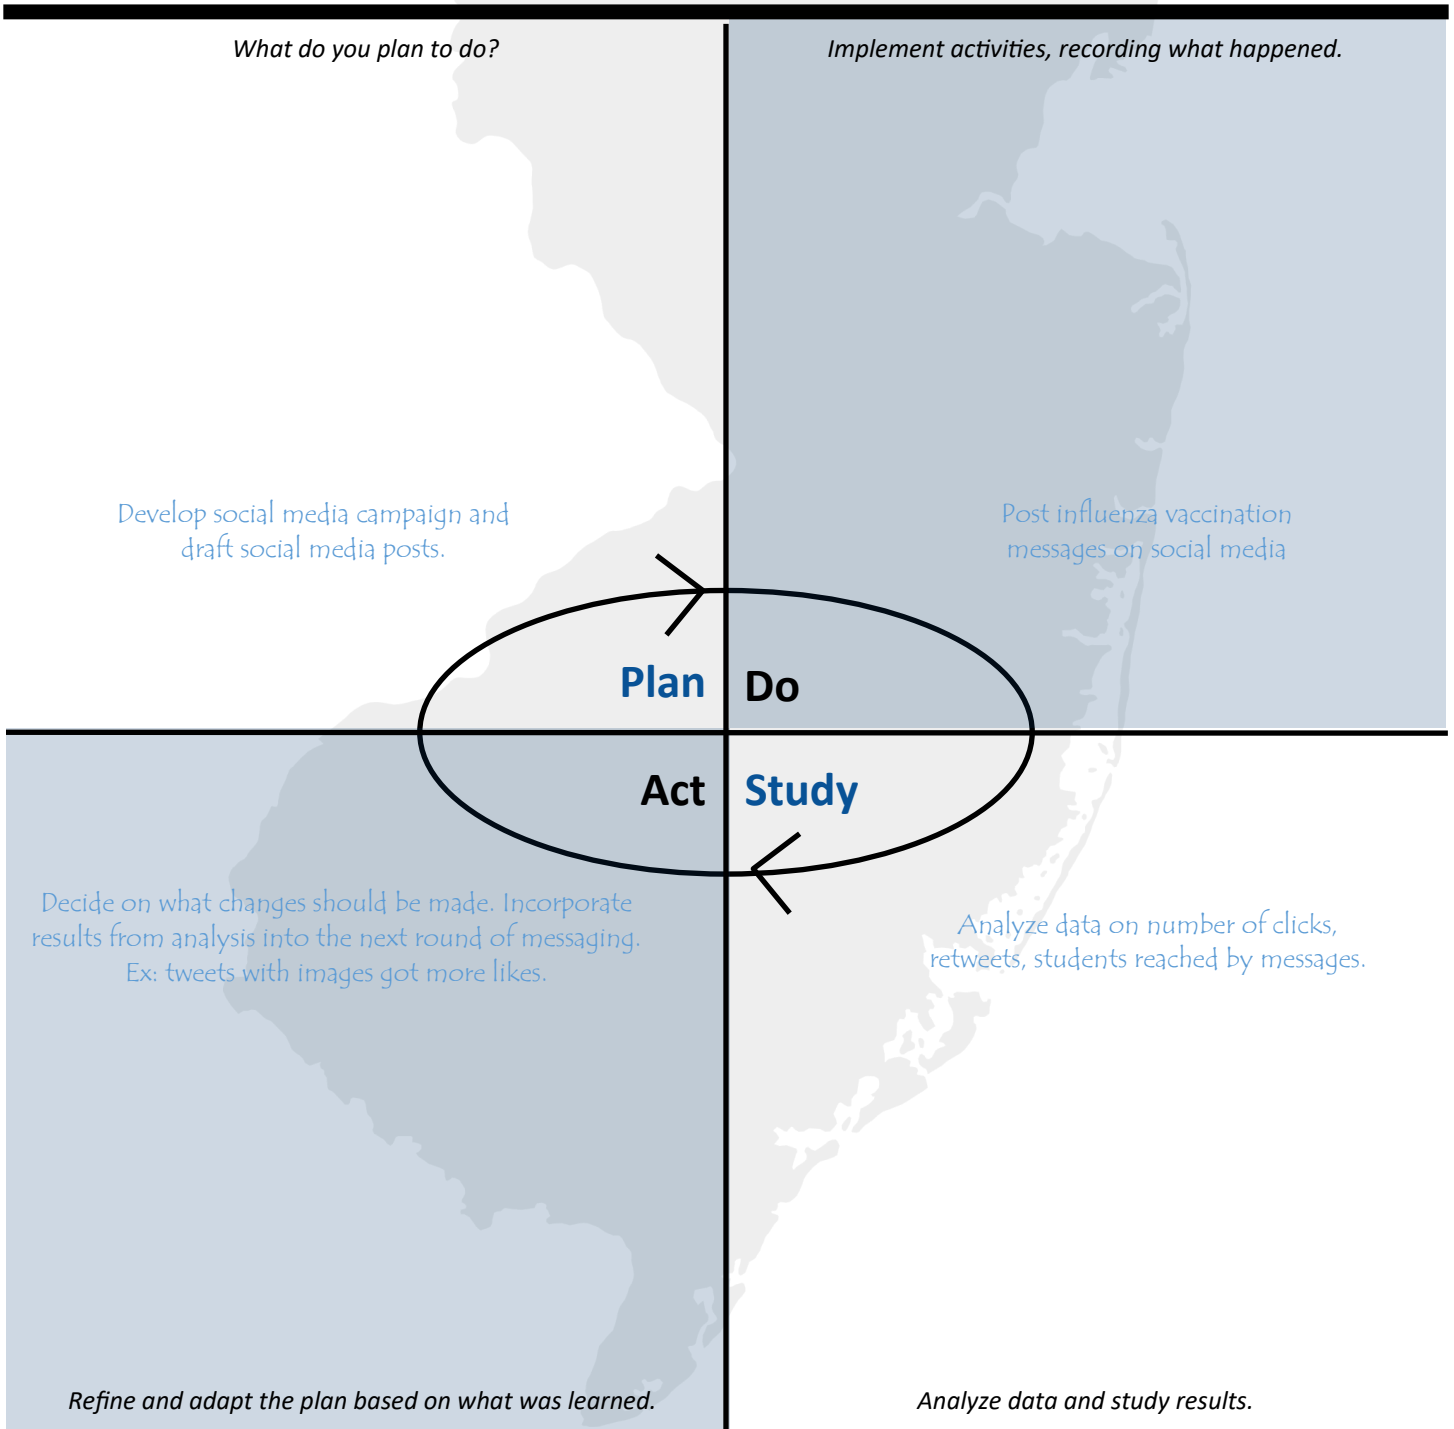 What do you plan to do?
Implement activities, recording what happened.
Develop social media campaign and
draft social media posts.
Post influenza vaccination
messages on social media
Plan
Do
Act
Study
Decide on what changes should be made. Incorporate
results from analysis into the next round of messaging.
Ex: tweets with images got more likes.
Analyze data on number of clicks,
retweets, students reached by messages.
Refine and adapt the plan based on what was learned.
Analyze data and study results.